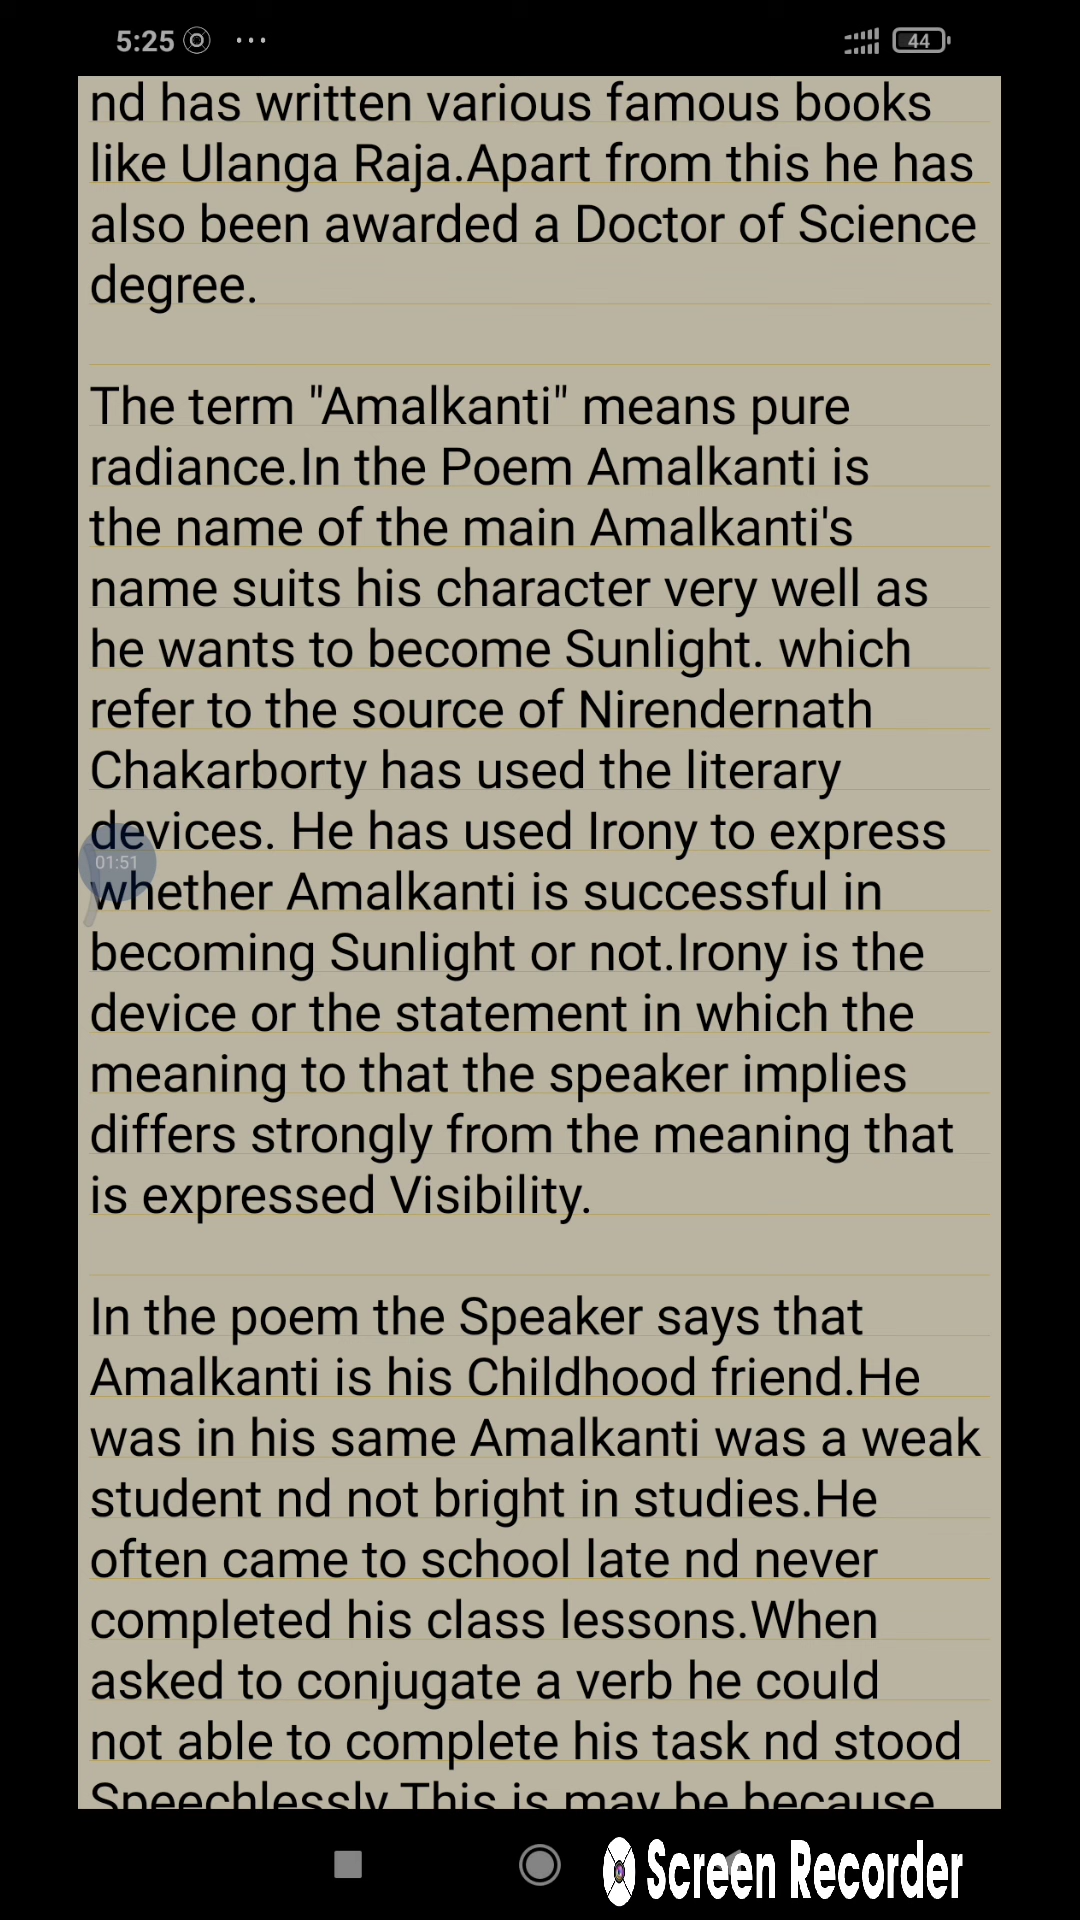 5:25
44
nd has written various famous books
like Ulanga Raja.Apart from this he has
also been awarded a Doctor of Science
degree.
The term "Amalkanti" means pure
radiance.In the Poem Amalkanti is
the name of the main Amalkanti's
name suits his character very well as
he wants to become Sunlight. which
refer to the source of Nirendernath
Chakarborty has used the literary
devices. He has used Irony to express
01:51
whether Amalkanti is successful in
becoming Sunlight or not.Irony is the
device or the statement in which the
meaning to that the speaker implies
differs strongly from the meaning that
is expressed Visibility.
In the poem the Speaker says that
Amalkanti is his Childhood friend.He
was in his same Amalkanti was a weak
student nd not bright in studies.He
often came to school late nd never
completed his class lessons.When
asked to conjugate a verb he could
not able to complete his task nd stood
Speechlessly.This is may be because
Screen Recorder